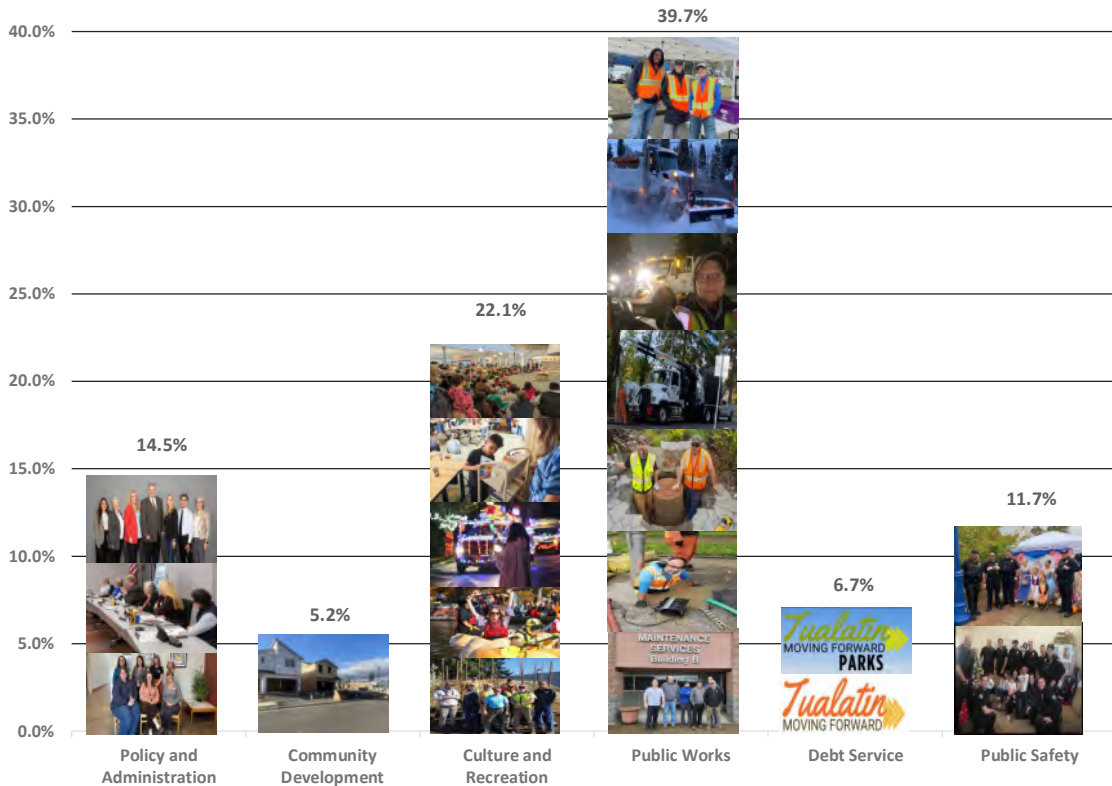 39.7%
40.0%
35.0%
30.0%
25.0%
22.1%
20.0%
14.5%
15.0%
11.7%
10.0%
6.7%
5.2%
5.0%
0.0%
MAINTENANCE
SERVICES
Building B
Tualatin
MOVING FORWARD
PARKS
Tualatin
MOVING FORWARD
Policy and
Administration
Community
Development
Culture and
Recreation
Public Works
Debt Service
Public Safety